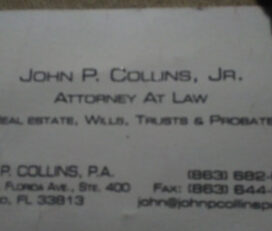 JOHN P. COLLINS, JR.
ATTORNEY AT LAW
EAL ESTATE, WILLS, TRUSTS & PROBATE
P. COLLINS, P.A. (863) 682-
FLORIDA AVE., STE. 400 FAX: (863) 644-
O, FL 33813 john@johnpcollinsp